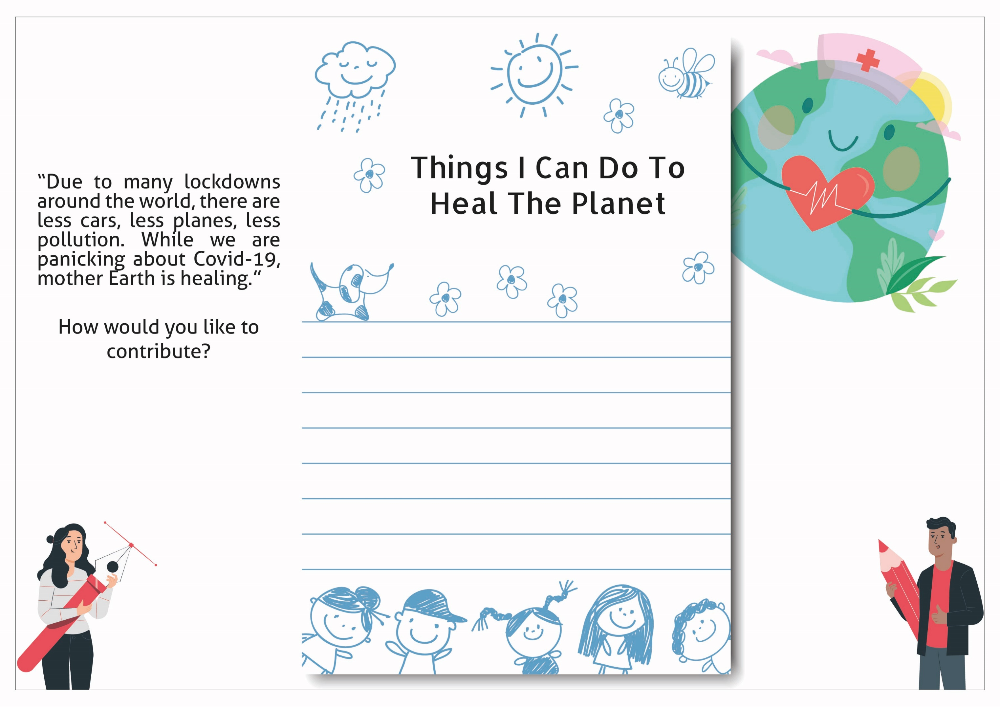 “Due to many lockdowns
around the world, there are
less cars, less planes, less
pollution. While we are
panicking about Covid-19,
mother Earth is healing.”
How would you like to
contribute?
Things I Can Do To
Heal The Planet